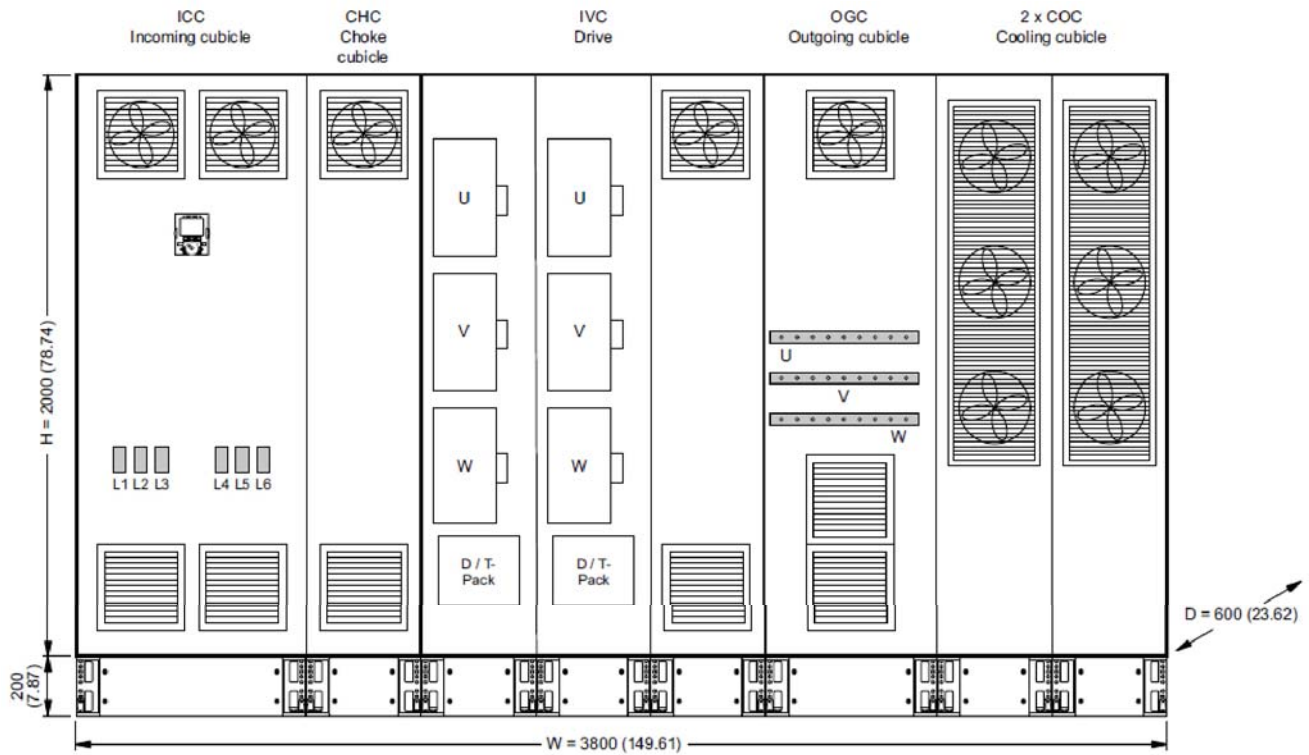 ICC
Incoming cubicle
CHC
Choke
cubicle
IVC
Drive
OGC
Outgoing cubicle
2 x COC
Cooling cubicle
H = 2000 (78.74)
U
U
V
V
W
W
U
V
W
L1 L2 L3
L4 L5 L6
D / T-
Pack
D / T-
Pack
D = 600 (23.62)
200
(7.87)
W = 3800 (149.61)